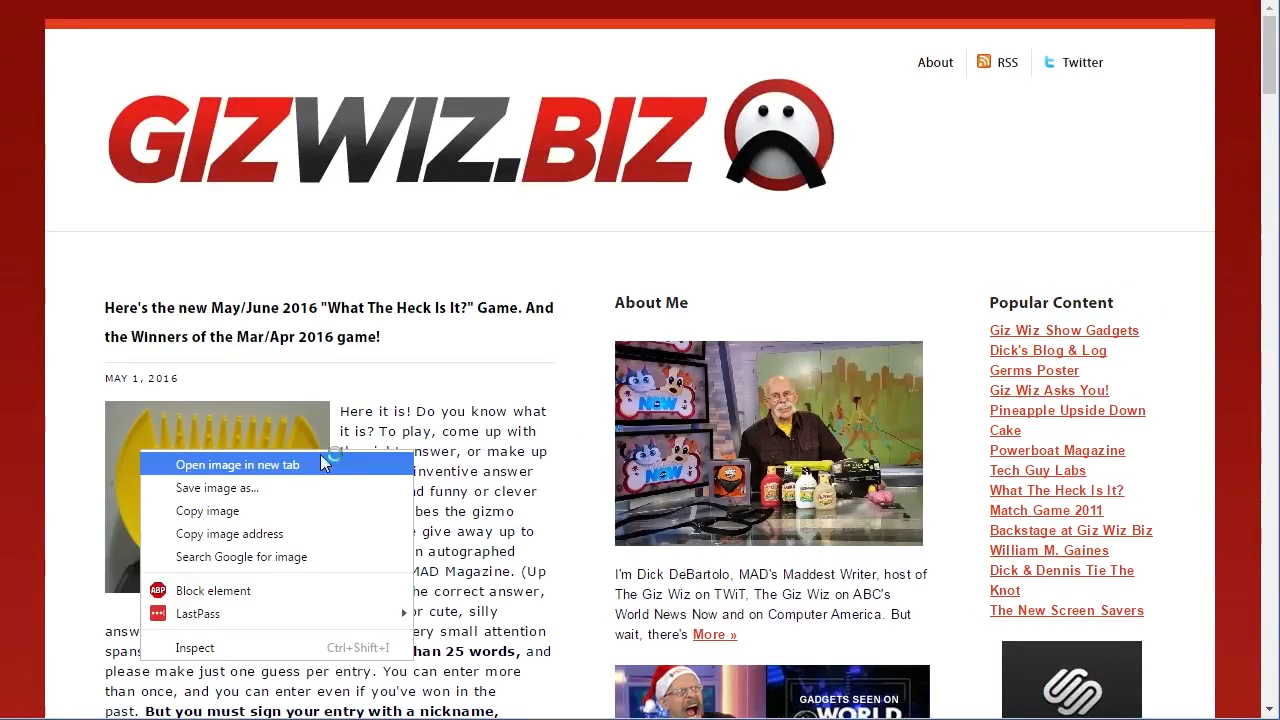 About
RSS
Twitter
GIZWIZ.BIZ
Here's the new May/June 2016 "What The Heck Is It?" Game. And
the Winners of the Mar/Apr 2016 game!
MAY 1, 2016
Here it is! Do you know what
it is? To play, come up with
answer, or make up
inventive answer
funny or clever
the gizmo
give away up to
autographed
MAD Magazine. (Up
correct answer,
cute, silly
very small attention
than 25 words, and
please make just one guess per entry. You can enter more
than once, and you can enter even if you've won in the
past. But you must sign your entry with a nickname,
Open image in new tab
Save image as...
Copy image
Copy image address
Search Google for image
ABP Block element
LastPass
Inspect Ctrl+Shift+I
About Me
NOW
NOW
I'm Dick DeBartolo, MAD's Maddest Writer, host of
The Giz Wiz on TWiT, The Giz Wiz on ABC's
World News Now and on Computer America. But
wait, there's More »
GADGETS SEEN ON
WORLD
Popular Content
Giz Wiz Show Gadgets
Dick's Blog & Log
Germs Poster
Giz Wiz Asks You!
Pineapple Upside Down
Cake
Powerboat Magazine
Tech Guy Labs
What The Heck Is It?
Match Game 2011
Backstage at Giz Wiz Biz
William M. Gaines
Dick & Dennis Tie The
Knot
The New Screen Savers